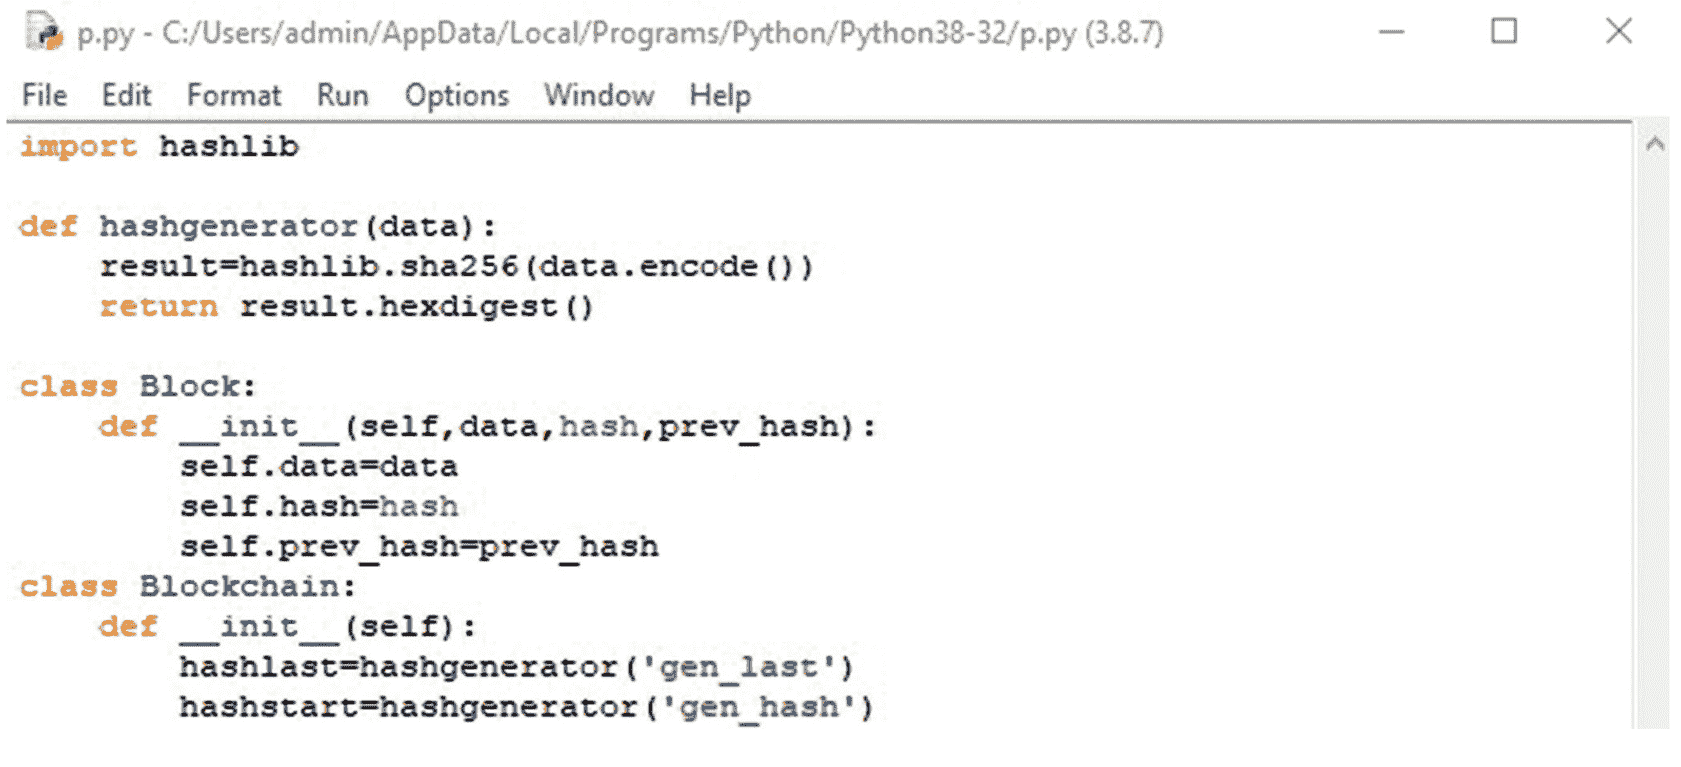 p.py - C:/Users/admin/AppData/Local/Programs/Python/Python38-32/p.py (3.8.7)
File Edit Format Run Options Window Help
import hashlib
def hashgenerator(data):
    result=hashlib.sha256(data.encode())
    return result.hexdigest()
class Block:
    def __init__(self,data,hash,prev_hash):
        self.data=data
        self.hash=hash
        self.prev_hash=prev_hash
class Blockchain:
    def __init__(self):
        hashlast=hashgenerator('gen_last')
        hashstart=hashgenerator('gen_hash')